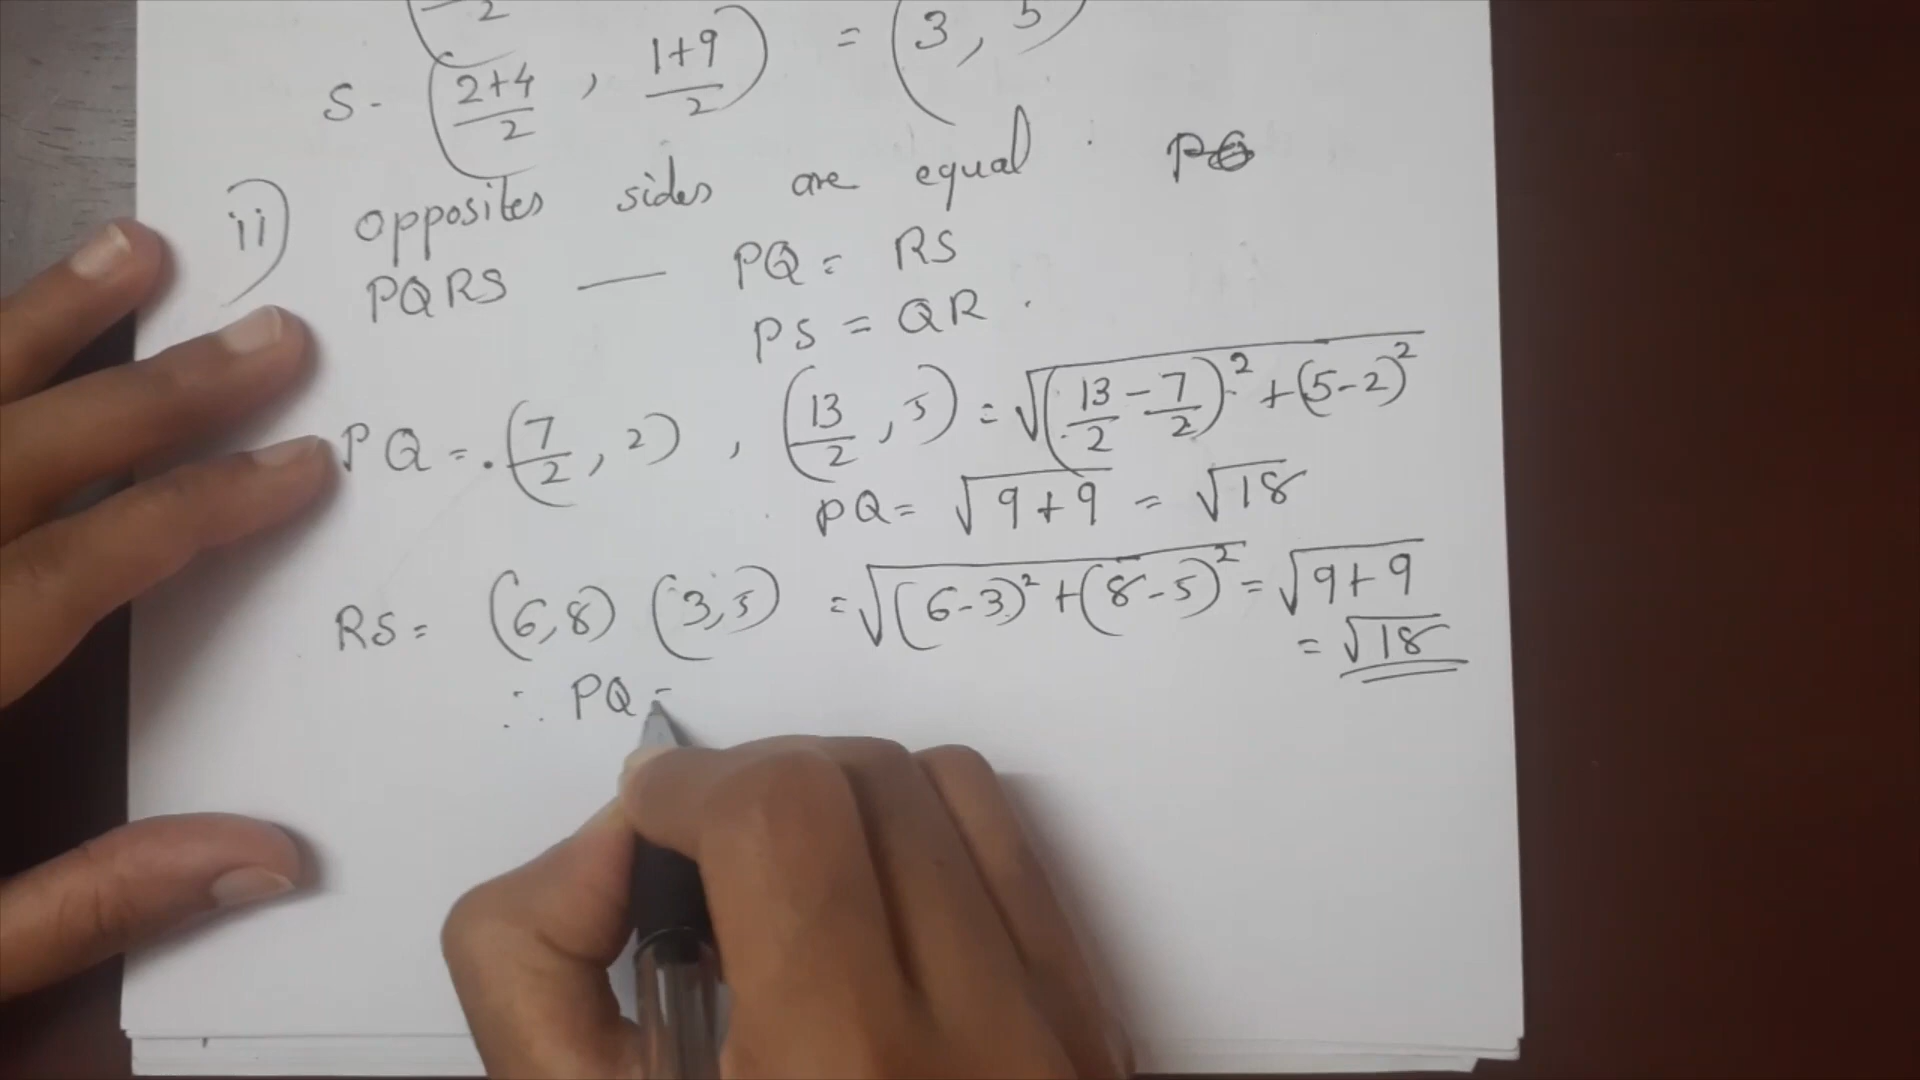 2
S - (2+4/2 , 1+9/2) = (3, 5)
ii) opposites sides are equal. PQ
PQRS — PQ = RS
PS = QR.
PQ = (7/2, 2), (13/2, 5) = √((13/2 - 7/2)² + (5-2)²)
PQ = √(9+9) = √18
RS = (6,8) (3,5) = √((6-3)² + (8-5)²) = √(9+9)
= √18
∴ PQ =